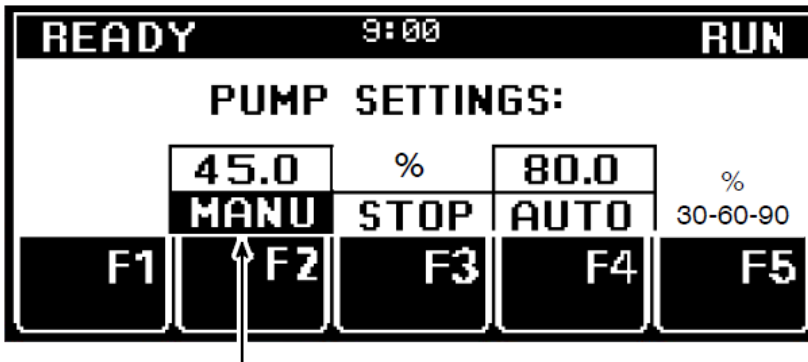 READY 9:00 RUN
PUMP SETTINGS:
45.0 % 80.0 %
MANU STOP AUTO 30-60-90
F1 F2 F3 F4 F5